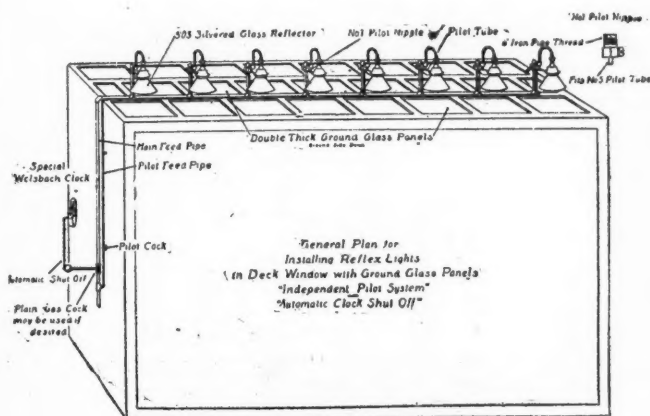 505 Silvered Glass Reflector
No1 Pilot Nipple
Pilot Tube
No1 Pilot Nipple
Iron Pipe Thread
Fits No5 Pilot Tube
Double Thick Ground Glass Panels
Ground Side Down
Main Feed Pipe
Pilot Feed Pipe
Special
Welsbach Clock
Pilot Cock
Automatic Shut Off
Plain Gas Cock
may be used if
desired
General Plan for
Installing Reflex Lights
in Deck Window with Ground Glass Panels
"Independent Pilot System"
"Automatic Clock Shut Off"